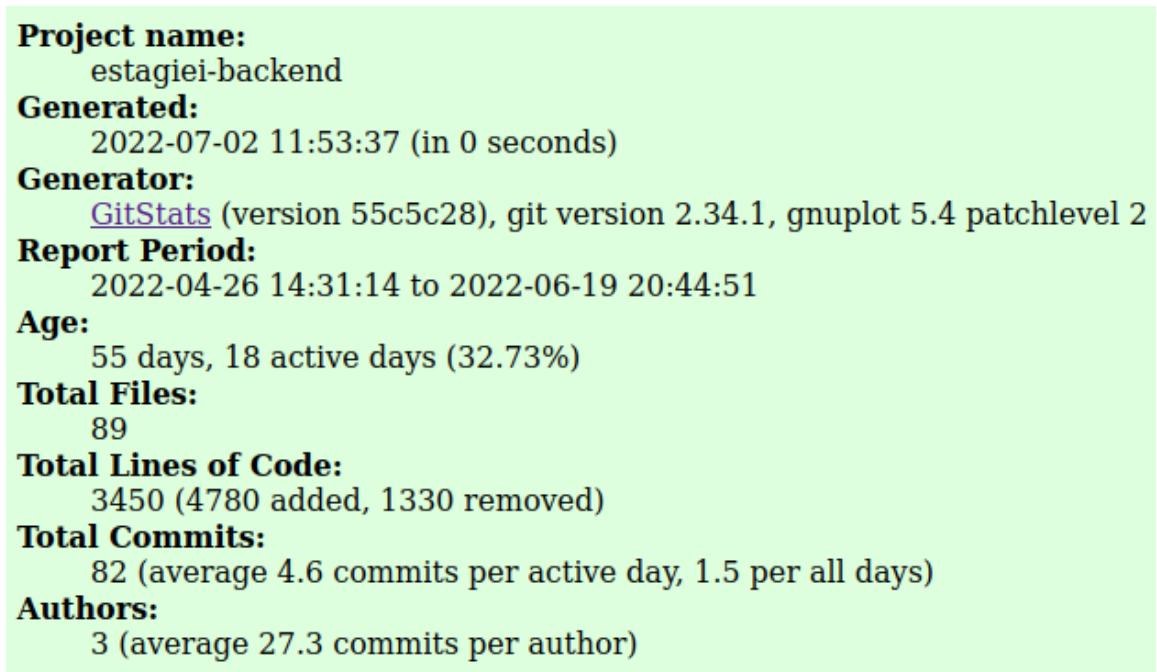 Project name:
estagiei-backend
Generated:
2022-07-02 11:53:37 (in 0 seconds)
Generator:
GitStats (version 55c5c28), git version 2.34.1, gnuplot 5.4 patchlevel 2
Report Period:
2022-04-26 14:31:14 to 2022-06-19 20:44:51
Age:
55 days, 18 active days (32.73%)
Total Files:
89
Total Lines of Code:
3450 (4780 added, 1330 removed)
Total Commits:
82 (average 4.6 commits per active day, 1.5 per all days)
Authors:
3 (average 27.3 commits per author)